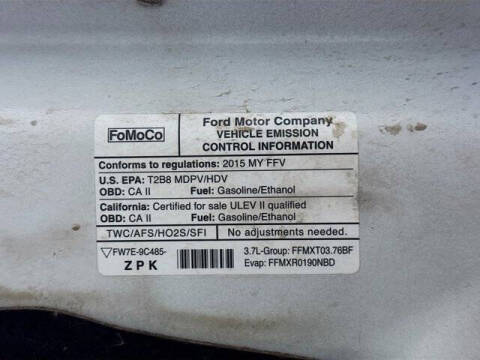 FoMoCo
Ford Motor Company
VEHICLE EMISSION
CONTROL INFORMATION
Conforms to regulations: 2015 MY FFV
U.S. EPA: T2B8 MDPV/HDV
OBD: CA II Fuel: Gasoline/Ethanol
California: Certified for sale ULEV II qualified
OBD: CA II Fuel: Gasoline/Ethanol
TWC/AFS/HO2S/SFI No adjustments needed.
FW7E-9C485-
ZPK
3.7L-Group: FFMXT03.76BF
Evap: FFMXR0190NBD